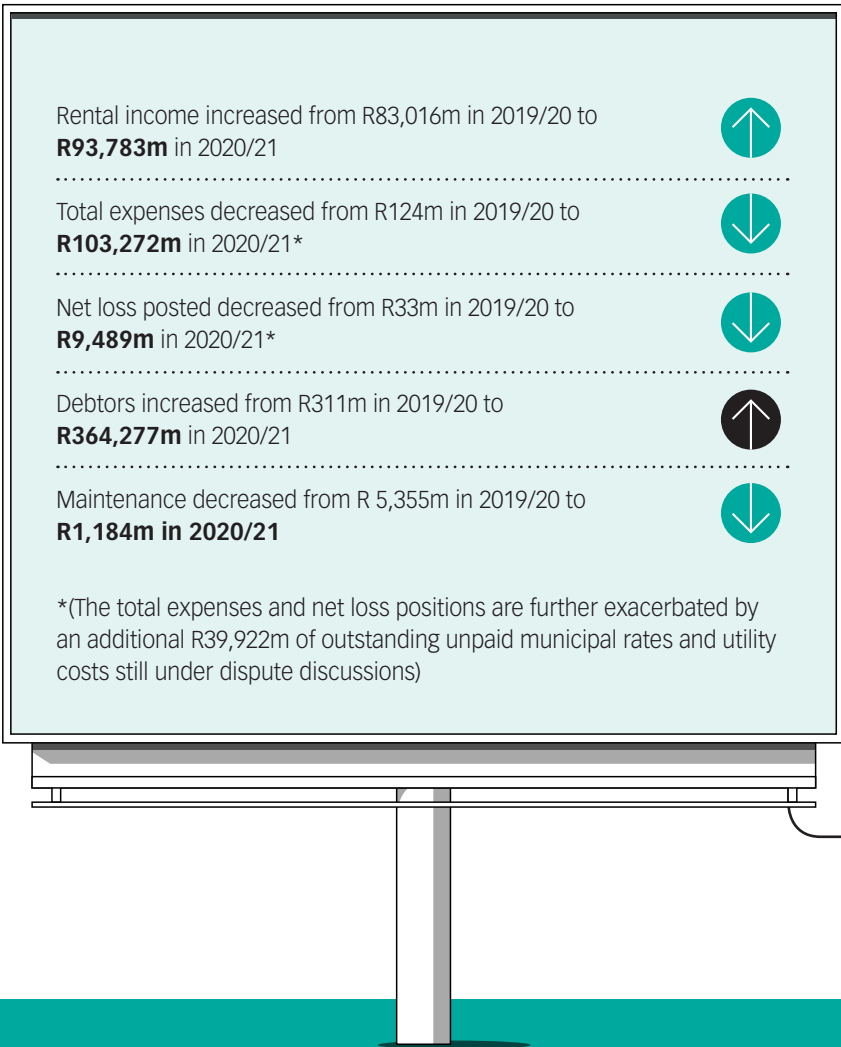 Rental income increased from R83,016m in 2019/20 to
R93,783m in 2020/21
Total expenses decreased from R124m in 2019/20 to
R103,272m in 2020/21*
Net loss posted decreased from R33m in 2019/20 to
R9,489m in 2020/21*
Debtors increased from R311m in 2019/20 to
R364,277m in 2020/21
Maintenance decreased from R 5,355m in 2019/20 to
R1,184m in 2020/21
*(The total expenses and net loss positions are further exacerbated by
an additional R39,922m of outstanding unpaid municipal rates and utility
costs still under dispute discussions)